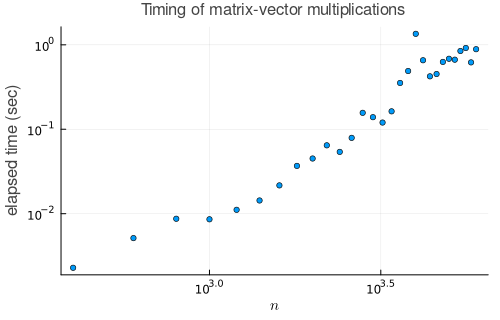 Timing of matrix-vector multiplications
elapsed time (sec)
10^0
10^-1
10^-2
10^3.0
10^3.5
n